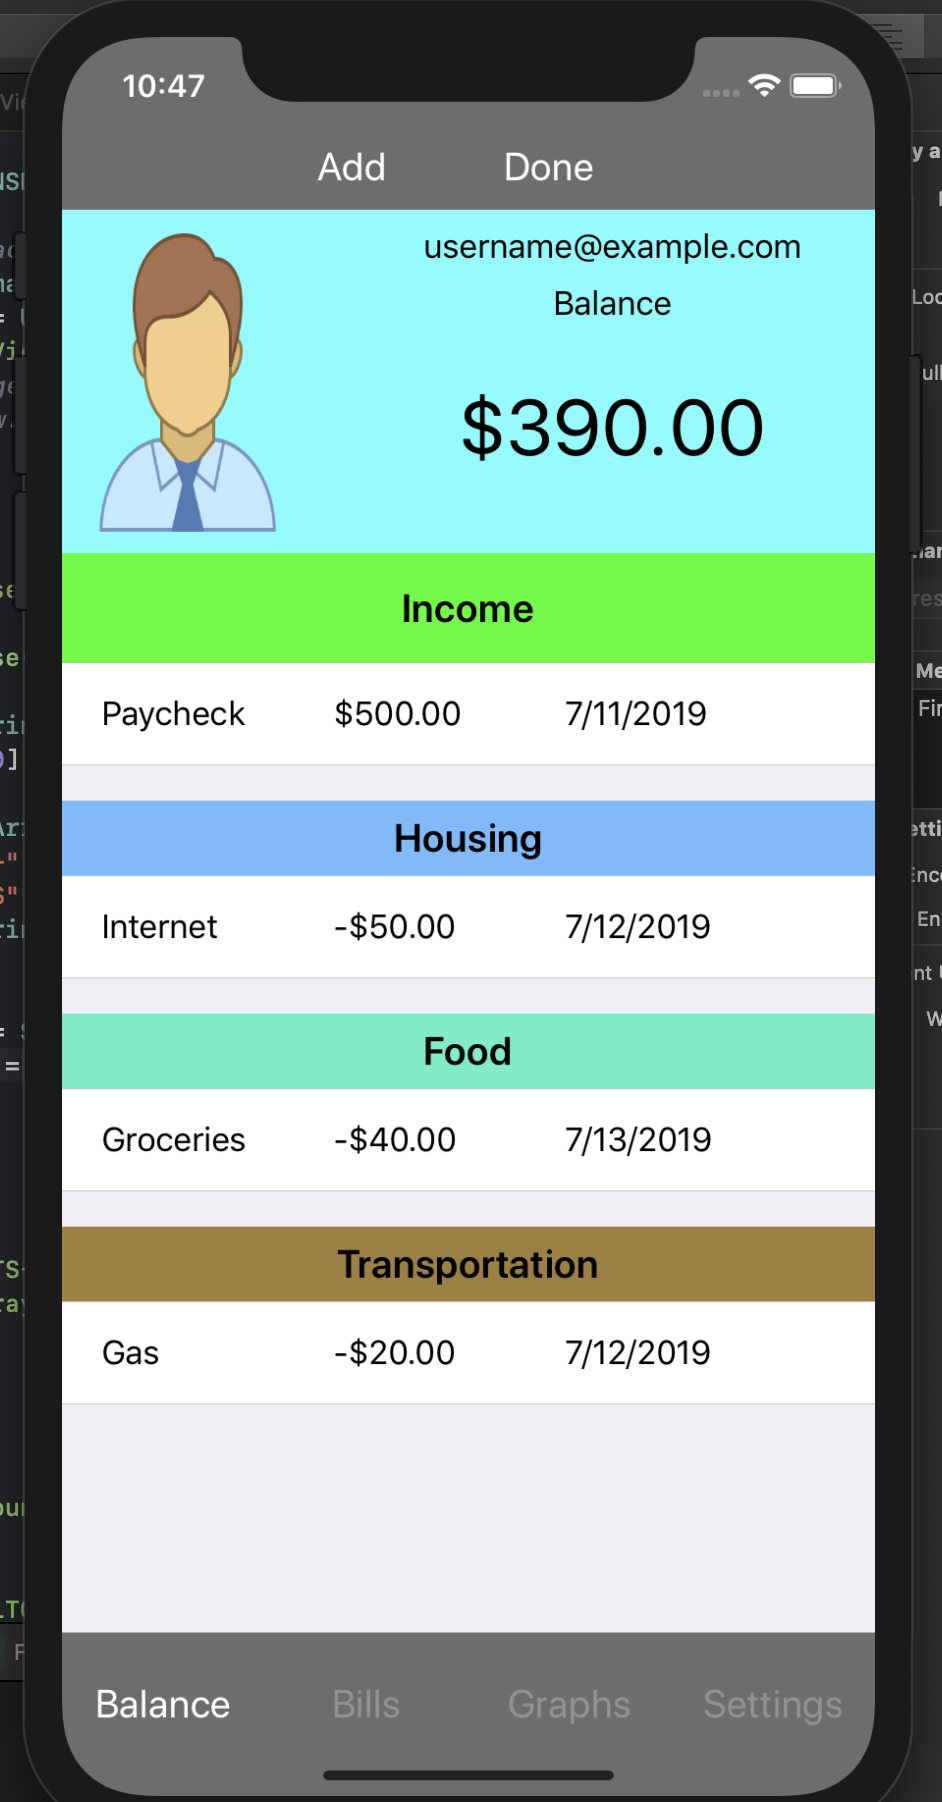 10:47
Add Done
username@example.com
Balance
$390.00
Income
Paycheck $500.00 7/11/2019
Housing
Internet -$50.00 7/12/2019
Food
Groceries -$40.00 7/13/2019
Transportation
Gas -$20.00 7/12/2019
Balance Bills Graphs Settings